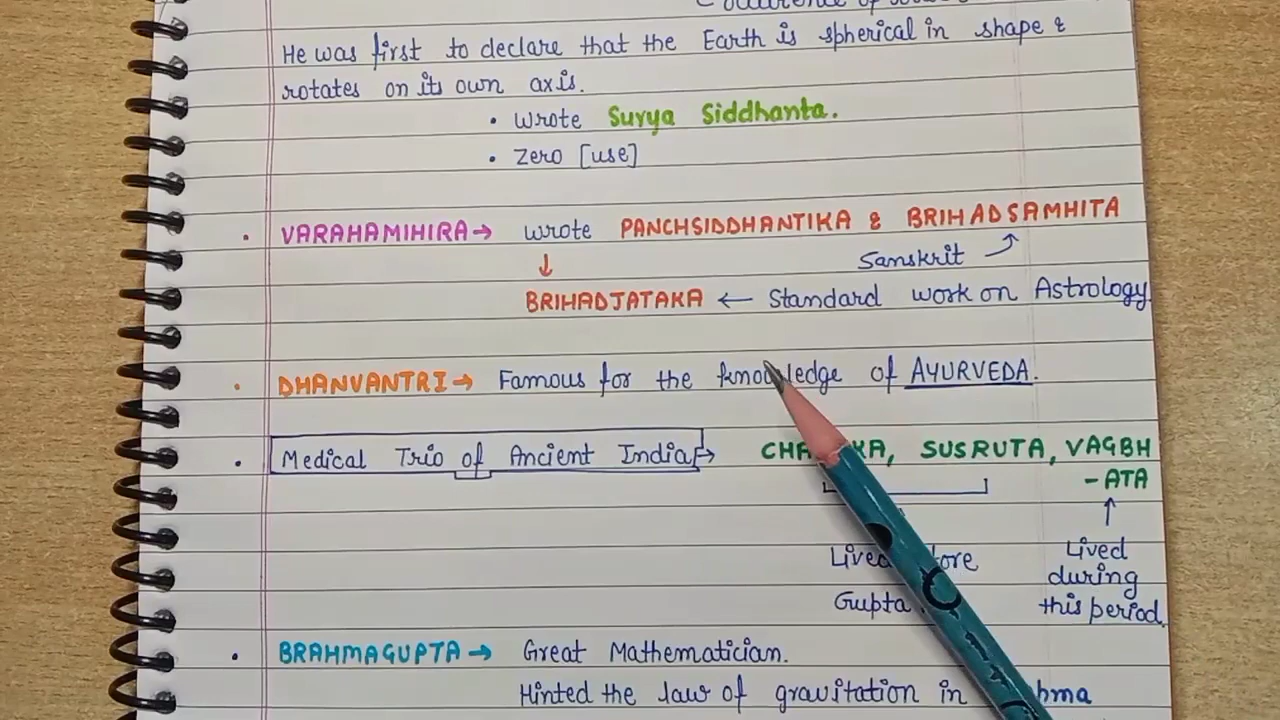 He was first to declare that the Earth is spherical in shape &
rotates on its own axis.
• wrote Surya Siddhanta.
• Zero [use]
• VARAHAMIHIRA → wrote PANCHSIDDHANTIKA & BRIHADSAMHITA
↓ Sanskrit
BRIHADJATAKA ← Standard work on Astrology
• DHANVANTRI → Famous for the knowledge of AYURVEDA.
• Medical Trio of Ancient India → SUSRUTA, VAGBH
-ATA
Lived
Lived
during
Gupta
this period.
• BRAHMAGUPTA → Great Mathematician.
Hinted the law of gravitation in